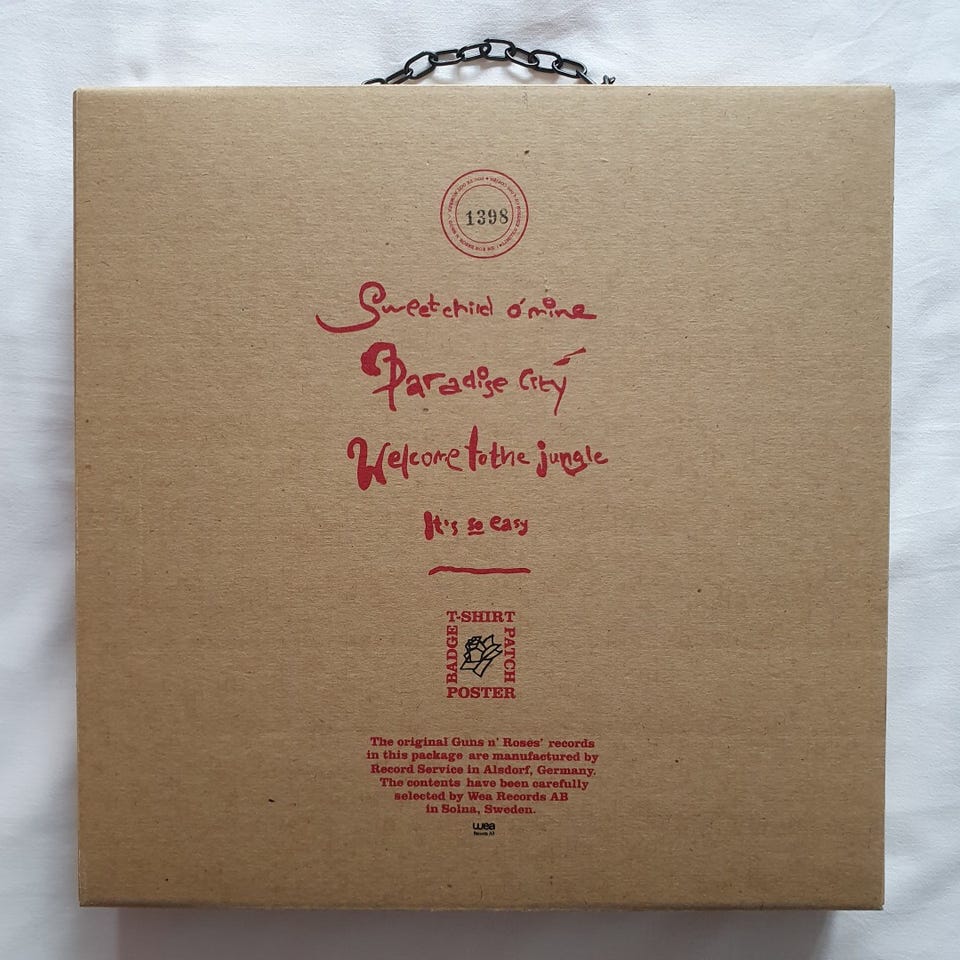 1398
Sweet child o' mine
Paradise City
Welcome to the jungle
It's so easy
T-SHIRT
BADGE
PATCH
POSTER
The original Guns n' Roses' records
in this package are manufactured by
Record Service in Alsdorf, Germany.
The contents have been carefully
selected by Wea Records AB
in Solna, Sweden.
wea
Records AB